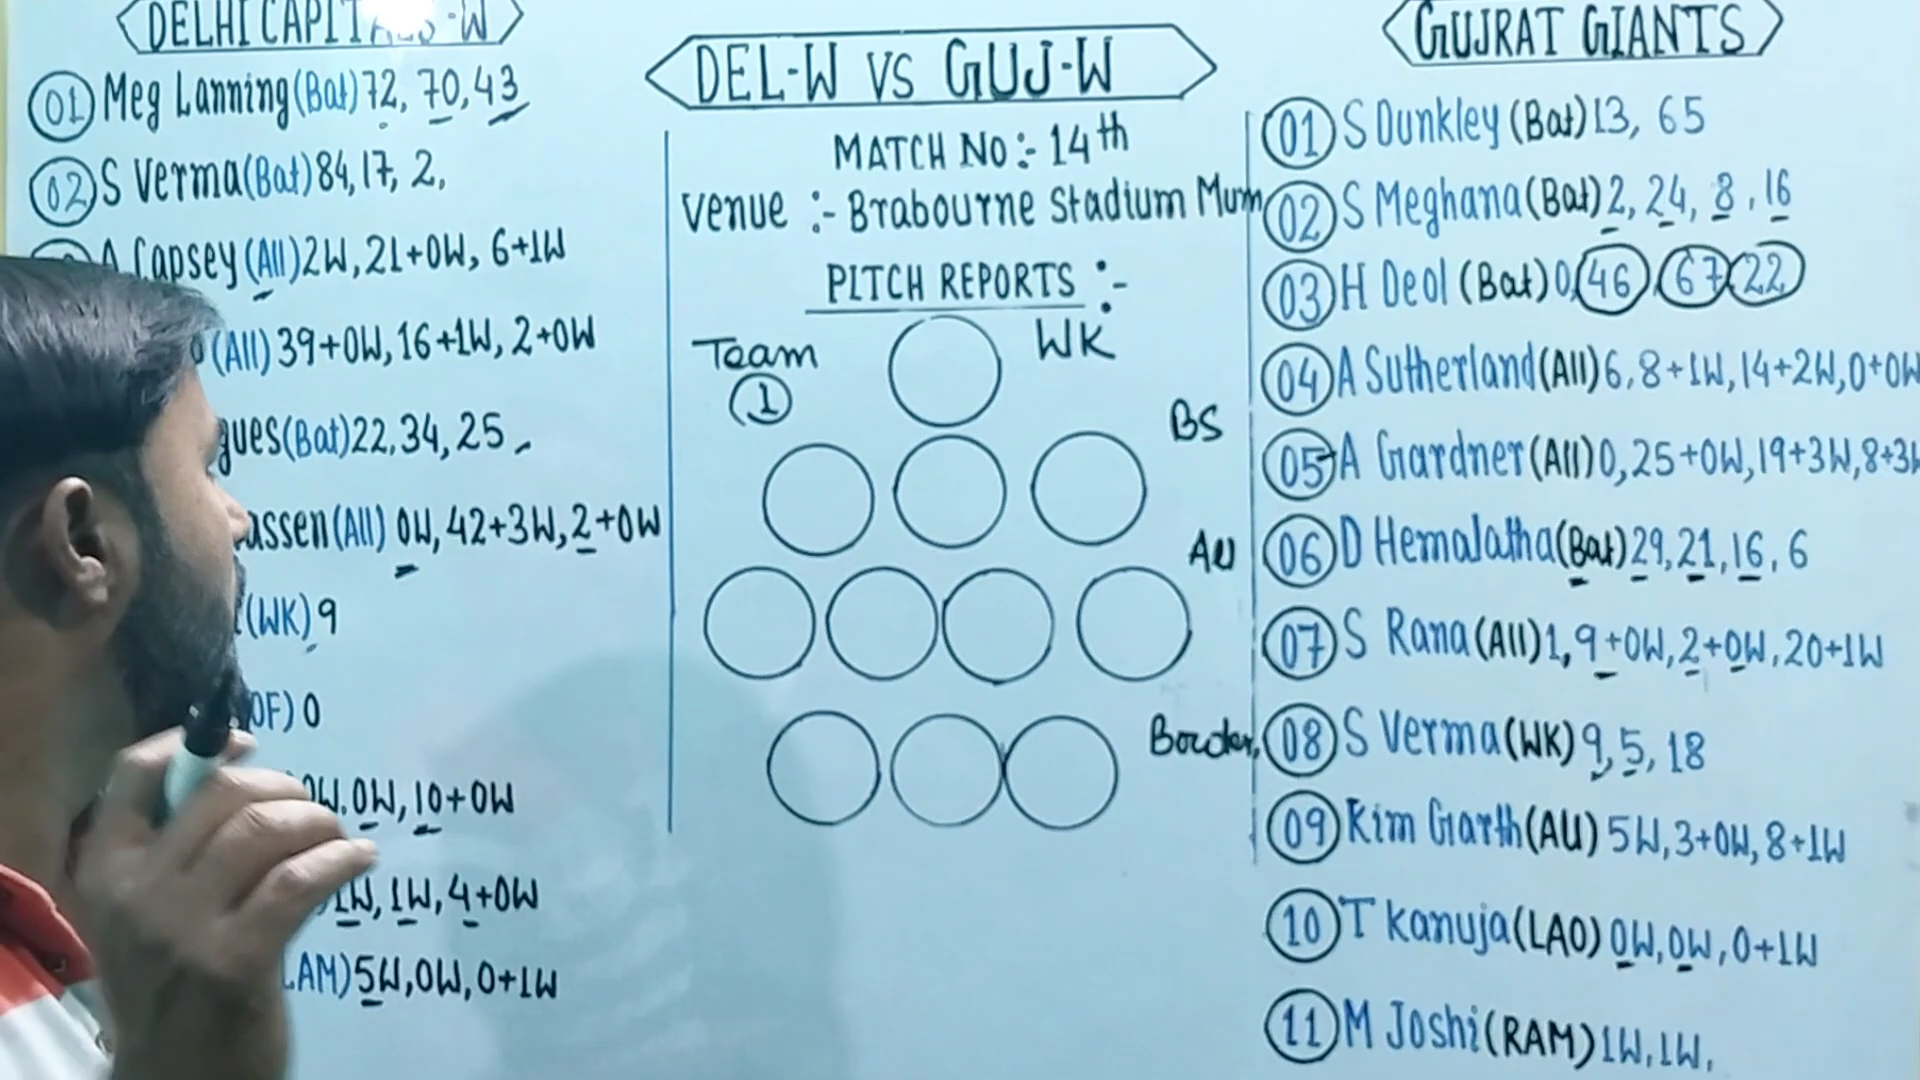 DELHI CAPITALS-W
01 Meg Lanning (Bat) 72, 70, 43
02 S Verma (Bat) 84, 17, 2,
A Capsey (All) 2W, 21+0W, 6+1W
(All) 39+0W, 16+1W, 2+0W
gues (Bat) 22, 34, 25
assen (All) 0W, 42+3W, 2+0W
(WK) 9
OF) 0
0W, 0W, 10+0W
1W, 1W, 4+0W
LAM) 5W, 0W, 0+1W
DEL-W VS GUJ-W
MATCH NO :- 14th
Venue :- Brabourne Stadium Mum
PITCH REPORTS :-
Team WK
1
BS
All
GUJRAT GIANTS
01 S Dunkley (Bat) 13, 65
02 S Meghana (Bat) 2, 24, 8, 16
03 H Deol (Bat) 0, 46, 67, 22
04 A Sutherland (All) 6, 8+1W, 14+2W, 0+0W
05 A Gardner (All) 0, 25+0W, 19+3W, 8+3W
06 D Hemalatha (Bat) 29, 21, 16, 6
07 S Rana (All) 1, 9+0W, 2+0W, 20+1W
08 S Verma (WK) 9, 5, 18
09 Kim Garth (AU) 5W, 3+0W, 8+1W
10 T Kanuja (LAO) 0W, 0W, 0+1W
11 M Joshi (RAM) 1W, 1W,